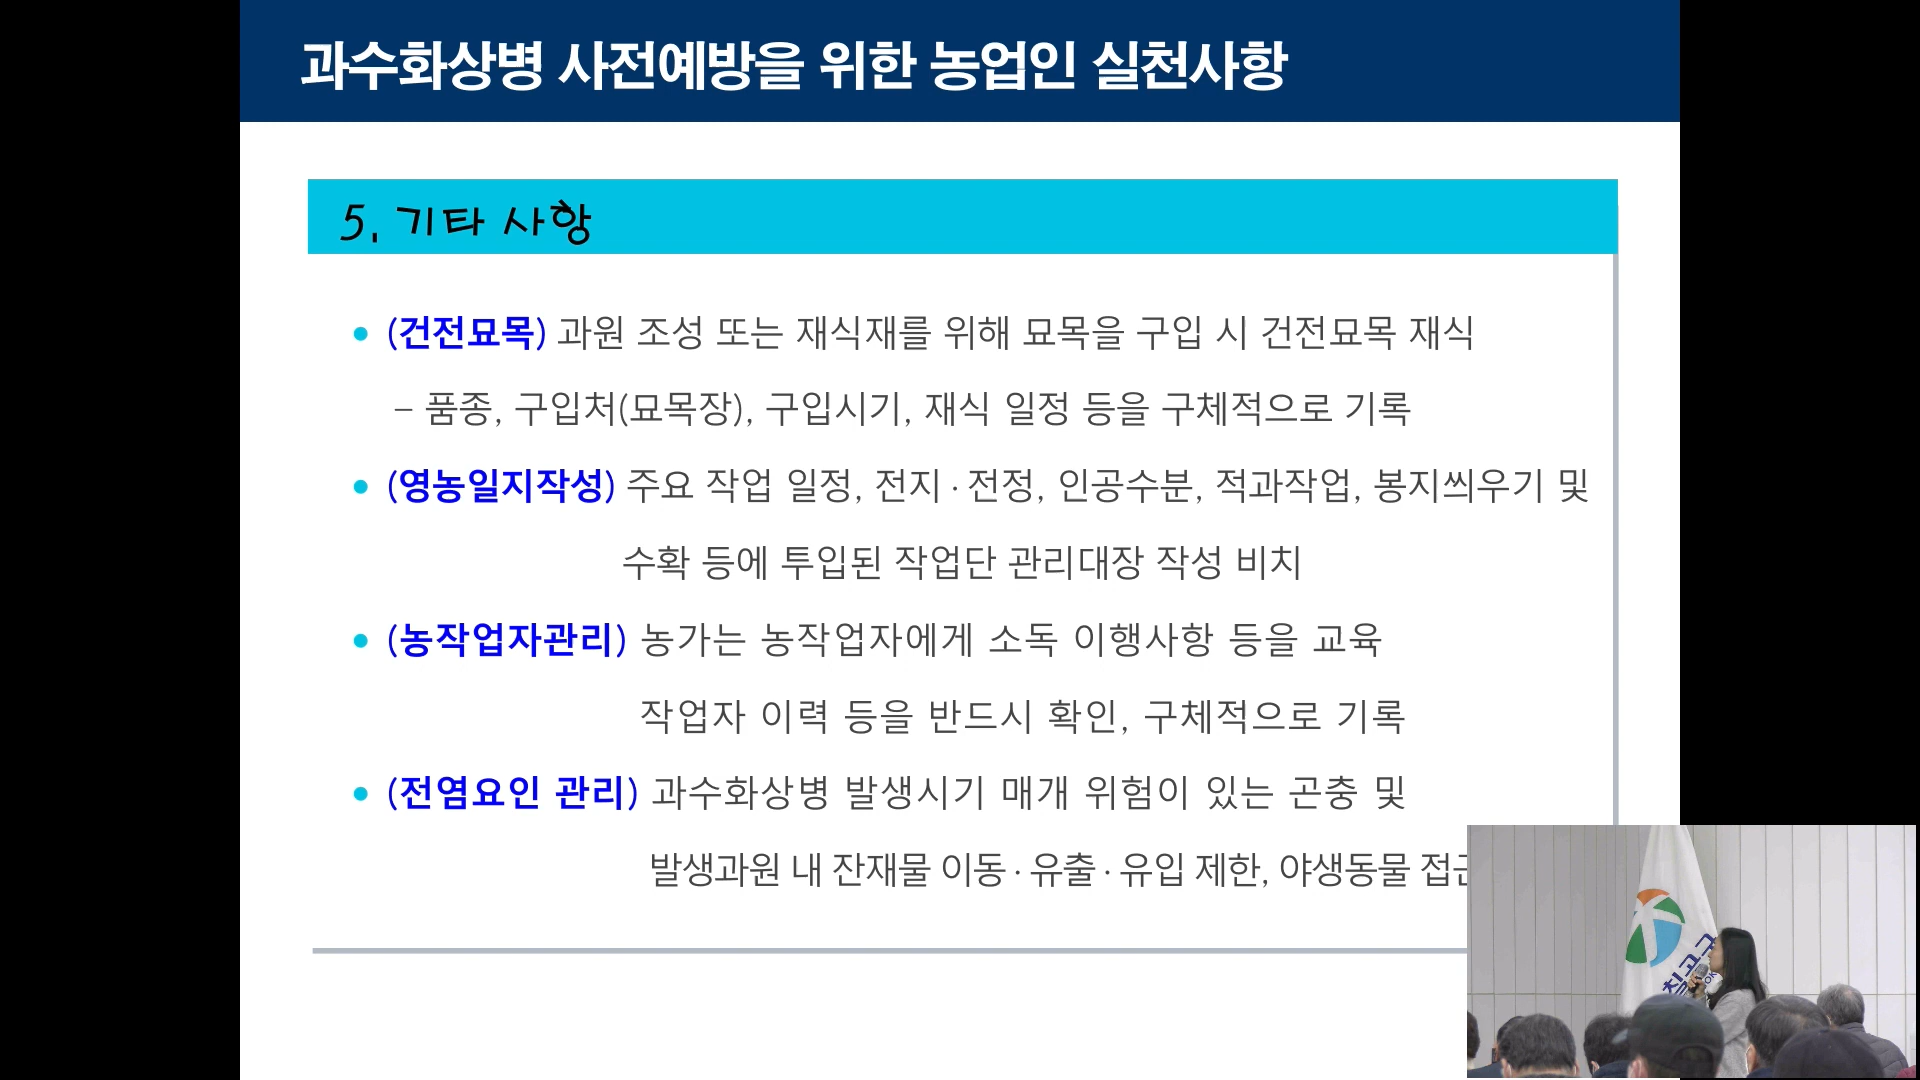 과수화상병 사전예방을 위한 농업인 실천사항
5. 기타 사항
• (건전묘목) 과원 조성 또는 재식재를 위해 묘목을 구입 시 건전묘목 재식
– 품종, 구입처(묘목장), 구입시기, 재식 일정 등을 구체적으로 기록
• (영농일지작성) 주요 작업 일정, 전지·전정, 인공수분, 적과작업, 봉지씌우기 및
수확 등에 투입된 작업단 관리대장 작성 비치
• (농작업자관리) 농가는 농작업자에게 소독 이행사항 등을 교육
작업자 이력 등을 반드시 확인, 구체적으로 기록
• (전염요인 관리) 과수화상병 발생시기 매개 위험이 있는 곤충 및
발생과원 내 잔재물 이동·유출·유입 제한, 야생동물
칠곡군